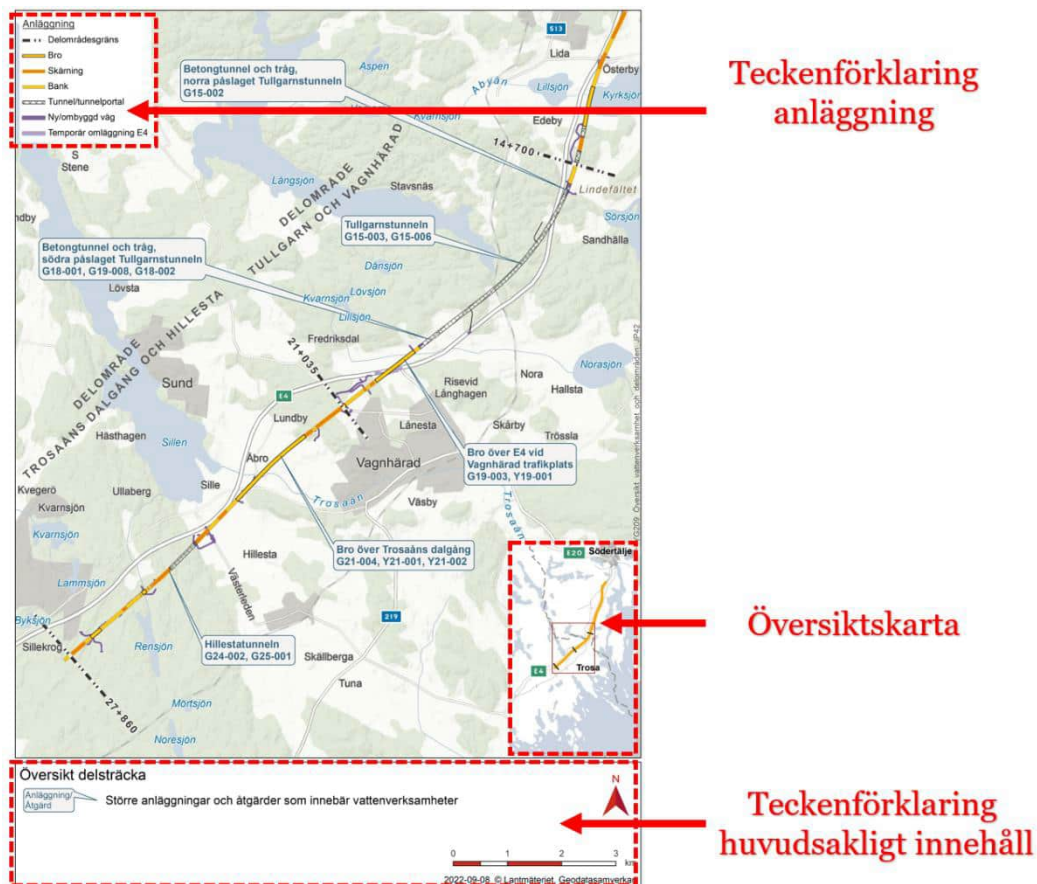 Anläggning
Delområdesgräns
Bro
Skärning
Bank
Tunnel/tunnelportal
Ny/ombyggd väg
Temporär omläggning E4
Teckenförklaring
anläggning
513
Lida
Österby
Aspen
Abyån
Lillsjön
Kyrksjön
Kvarnsjön
Edeby
Betongtunnel och tråg,
norra påslaget Tullgarnstunneln
G15-002
14+700
S
Stene
Långsjön
Stavsnäs
Lindefältet
DELOMRÅDE
TULLGARN OCH VAGNHÄRAD
Sörsjön
Tullgarnstunneln
G15-003, G15-006
Sandhälla
Betongtunnel och tråg,
södra påslaget Tullgarnstunneln
G18-001, G19-008, G18-002
Dånsjön
Lövsjön
Kvarnsjön
Lillsjön
Lövsta
Fredriksdal
DELOMRÅDE
TROSAÅNS DALGÅNG OCH HILLESTA
21+035
Norasjön
Sund
E4
Risevid
Långhagen
Nora
Hallsta
Lundby
Lånesta
Skårby
Trössla
Hästhagen
Sillen
Åbro
Vagnhärad
Bro över E4 vid
Vagnhärad trafikplats
G19-003, Y19-001
Kvegerö
Kvarnsjön
Ullaberg
Sille
Trosaån
Väsby
Trosaån
Kvarnsjön
Hillesta
Bro över Trosaåns dalgång
G21-004, Y21-001, Y21-002
Lammsjön
Västerleden
219
Byksjön
Sillekrog
Rensjön
Hillestatunneln
G24-002, G25-001
Skällberga
Tuna
27+860
Mörtsjön
Noresjön
E20
Södertälje
E4
Trosa
Översiktskarta
Översikt delsträcka
Anläggning/
Åtgärd
Större anläggningar och åtgärder som innebär vattenverksamheter
N
0 1 2 3
2022-09-08 © Lantmäteriet, Geodatasamverkan
Teckenförklaring
huvudsakligt innehåll